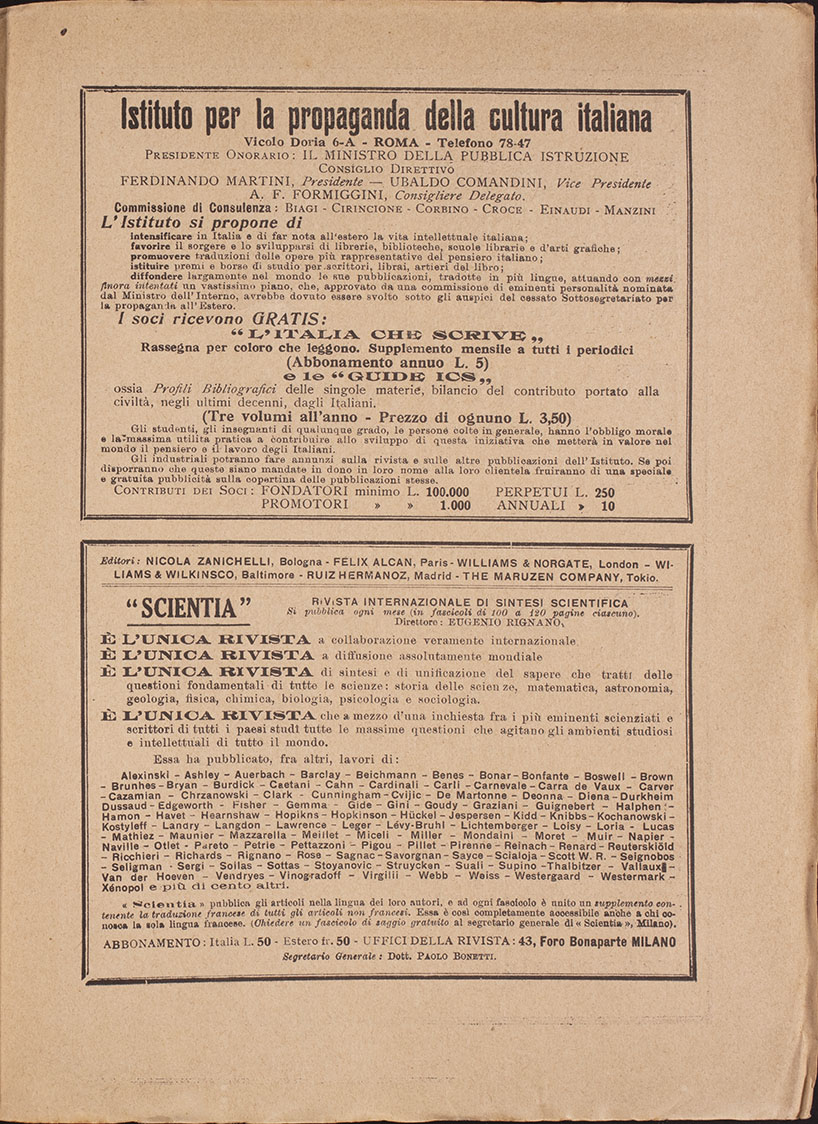 Istituto per la propaganda della cultura italiana
Vicolo Doria 6-A - ROMA - Telefono 78-47
PRESIDENTE ONORARIO: IL MINISTRO DELLA PUBBLICA ISTRUZIONE
CONSIGLIO DIRETTIVO
FERDINANDO MARTINI, Presidente — UBALDO COMANDINI, Vice Presidente
A. F. FORMIGGINI, Consigliere Delegato.
Commissione di Consulenza: BIAGI - CIRINCIONE - CORBINO - CROCE - EINAUDI - MANZINI
L'Istituto si propone di
intensificare in Italia e di far nota all'estero la vita intellettuale italiana;
favorire il sorgere e lo svilupparsi di librerie, biblioteche, scuole librarie e d'arti grafiche;
promuovere traduzioni delle opere più rappresentative del pensiero italiano;
istituire premi e borse di studio per scrittori, librai, artieri del libro;
diffondere largamente nel mondo le sue pubblicazioni, tradotte in più lingue, attuando con mezzi
finora intentati un vastissimo piano, che, approvato da una commissione di eminenti personalità nominata
dal Ministro dell'Interno, avrebbe dovuto essere svolto sotto gli auspici del cessato Sottosegretariato per
la propaganda all'Estero.
I soci ricevono GRATIS:
“ L'ITALIA CHE SCRIVE „
Rassegna per coloro che leggono. Supplemento mensile a tutti i periodici
(Abbonamento annuo L. 5)
e le “GUIDE ICS„
ossia Profili Bibliografici delle singole materie, bilancio del contributo portato alla
civiltà, negli ultimi decenni, dagli Italiani.
(Tre volumi all'anno - Prezzo di ognuno L. 3,50)
Gli studenti, gli insegnanti di qualunque grado, le persone colte in generale, hanno l'obbligo morale
e la massima utilità pratica a contribuire allo sviluppo di questa iniziativa che metterà in valore nel
mondo il pensiero e il lavoro degli Italiani.
Gli industriali potranno fare annunzi sulla rivista e sulle altre pubblicazioni dell'Istituto. Se poi
disporranno che queste siano mandate in dono in loro nome alla loro clientela fruiranno di una speciale
e gratuita pubblicità sulla copertina delle pubblicazioni stesse.
CONTRIBUTI DEI SOCI: FONDATORI minimo L. 100.000 PERPETUI L. 250
PROMOTORI » » 1.000 ANNUALI » 10
Editori: NICOLA ZANICHELLI, Bologna - FÉLIX ALCAN, Paris - WILLIAMS & NORGATE, London - WI-
LIAMS & WILKINSCO, Baltimore - RUIZ HERMANOZ, Madrid - THE MARUZEN COMPANY, Tokio.
“SCIENTIA”
RIVISTA INTERNAZIONALE DI SINTESI SCIENTIFICA
Si pubblica ogni mese (in fascicoli di 100 a 120 pagine ciascuno).
Direttore: EUGENIO RIGNANO.
È L'UNICA RIVISTA a collaborazione veramente internazionale
È L'UNICA RIVISTA a diffusione assolutamente mondiale
È L'UNICA RIVISTA di sintesi e di unificazione del sapere che tratti delle
questioni fondamentali di tutte le scienze: storia delle scienze, matematica, astronomia,
geologia, fisica, chimica, biologia, psicologia e sociologia.
È L'UNICA RIVISTA che a mezzo d'una inchiesta fra i più eminenti scienziati e
scrittori di tutti i paesi studî tutte le massime questioni che agitano gli ambienti studiosi
e intellettuali di tutto il mondo.
Essa ha pubblicato, fra altri, lavori di:
Alexinski - Ashley - Auerbach - Barclay - Beichmann - Benes - Bonar - Bonfante - Boswell - Brown
- Brunhes - Bryan - Burdick - Caetani - Cahn - Cardinali - Carli - Carnevale - Carra de Vaux - Carver
- Cazamian - Chrzanowski - Clark - Cunningham - Cvijic - De Martonne - Deonna - Diena - Durkheim
Dussaud - Edgeworth - Fisher - Gemma - Gide - Gini - Goudy - Graziani - Guignebert - Halphen -
Hamon - Havet - Hearnshaw - Hopikns - Hopkinson - Hückel - Jespersen - Kidd - Knibbs - Kochanowski -
Kostyleff - Landry - Langdon - Lawrence - Leger - Lévy-Bruhl - Lichtemberger - Loisy - Loria - Lucas
- Mathiez - Maunier - Mazzarella - Meillet - Miceli - Miller - Mondaini - Moret - Muir - Napier -
Naville - Otlet - Pareto - Petrie - Pettazzoni - Pigou - Pillet - Pirenne - Reinach - Renard - Reuterskiöld
- Ricchieri - Richards - Rignano - Rose - Sagnac - Savorgnan - Sayce - Scialoja - Scott W. R. - Seignobos
- Seligman - Sergi - Soilas - Sottas - Stoyanovic - Struycken - Suali - Supino - Thalbitzer - Vallaux -
Van der Hoeven - Vendryes - Vinogradoff - Virgilii - Webb - Weiss - Westergaard - Westermark -
Xénopol e più di cento altri.
« Scientia » pubblica gli articoli nella lingua dei loro autori, e ad ogni fascicolo è unito un supplemento con-
tenente la traduzione francese di tutti gli articoli non francesi. Essa è così completamente accessibile anche a chi co-
nosca la sola lingua francese. (Chiedere un fascicolo di saggio gratuito al segretario generale di « Scientia », Milano).
ABBONAMENTO: Italia L. 50 - Estero fr. 50 - UFFICI DELLA RIVISTA: 43, Foro Bonaparte MILANO
Segretario Generale: Dott. PAOLO BONETTI.